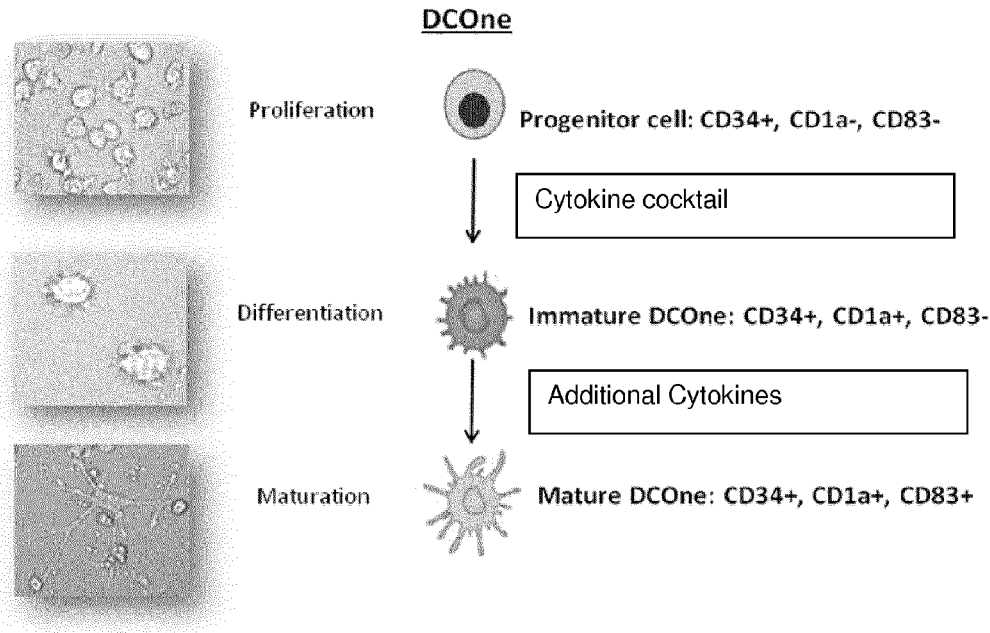 DCOne
Proliferation
Progenitor cell: CD34+, CD1a-, CD83-
Cytokine cocktail
Differentiation
Immature DCOne: CD34+, CD1a+, CD83-
Additional Cytokines
Maturation
Mature DCOne: CD34+, CD1a+, CD83+